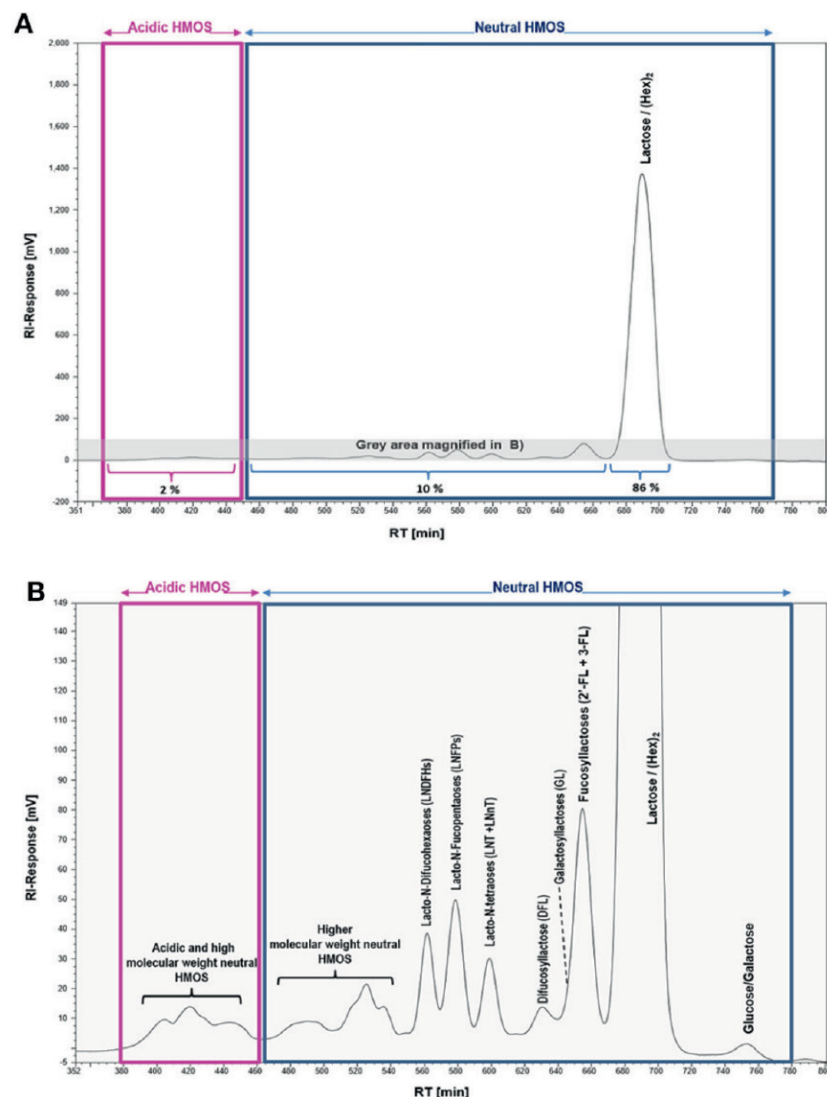 A
Acidic HMOS
Neutral HMOS
2,000
1,800
1,600
1,400
1,200
1,000
800
600
400
200
0
-200
RI-Response [mV]
Lactose / (Hex)2
Grey area magnified in B)
2 %
10 %
86 %
351 380 400 420 440 460 480 500 520 540 560 580 600 620 640 660 680 700 720 740 760 780 800
RT [min]
B
Acidic HMOS
Neutral HMOS
149
140
130
120
110
100
90
80
70
60
50
40
30
20
10
-5
RI-Response [mV]
Acidic and high
molecular weight neutral
HMOS
Higher
molecular weight neutral
HMOS
Lacto-N-Difucohexaoses (LNDFHs)
Lacto-N-Fucopentaoses (LNFPs)
Lacto-N-tetraoses (LNT +LNnT)
Difucosyllactose (DFL)
Galactosyllactoses (GL)
Fucosyllactoses (2'-FL + 3-FL)
Lactose / (Hex)2
Glucose/Galactose
352 380 400 420 440 460 480 500 520 540 560 580 600 620 640 660 680 700 720 740 760 780
RT [min]